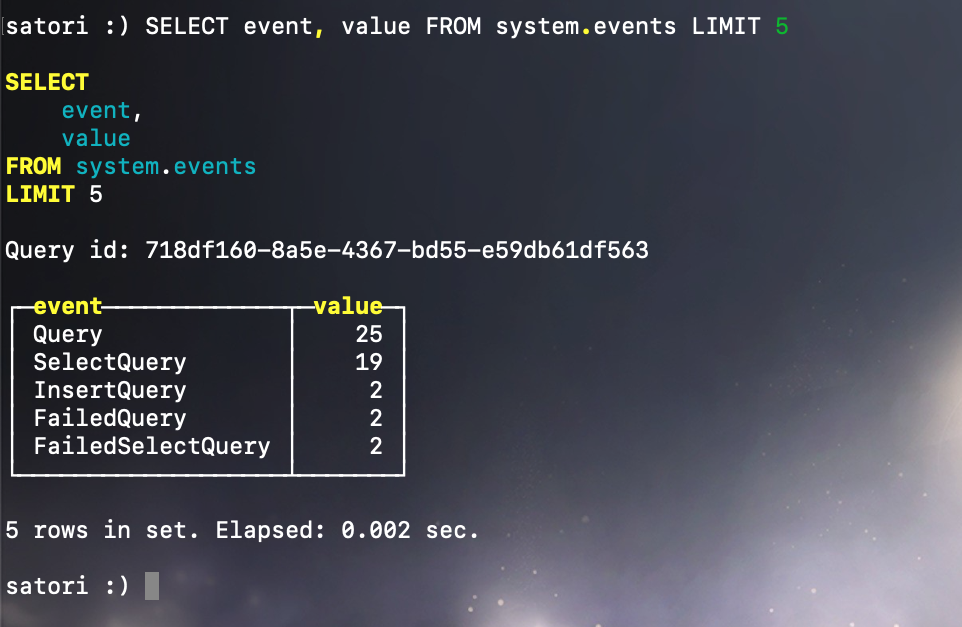 satori :) SELECT event, value FROM system.events LIMIT 5
SELECT
    event,
    value
FROM system.events
LIMIT 5
Query id: 718df160-8a5e-4367-bd55-e59db61df563
event value
Query 25
SelectQuery 19
InsertQuery 2
FailedQuery 2
FailedSelectQuery 2
5 rows in set. Elapsed: 0.002 sec.
satori :)